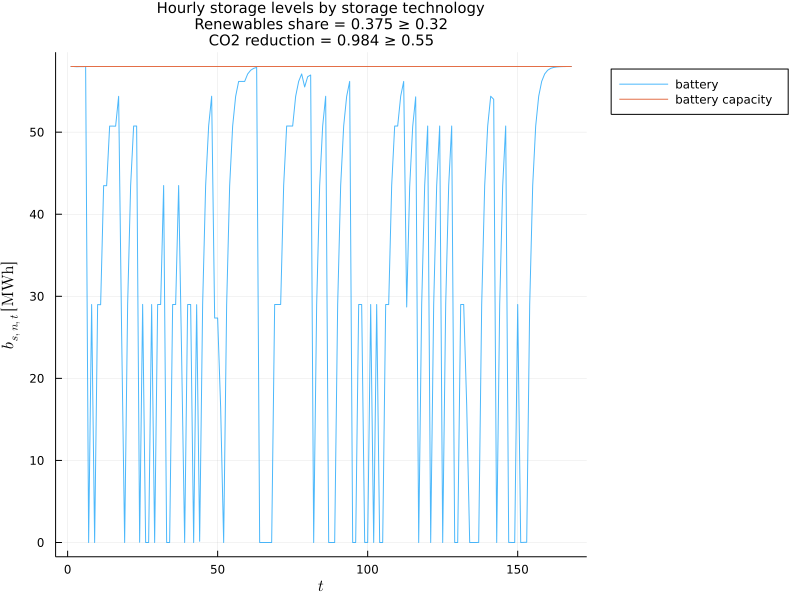 Hourly storage levels by storage technology
Renewables share = 0.375 ≥ 0.32
CO2 reduction = 0.984 ≥ 0.55
battery
battery capacity
b_{s,n,t} [MWh]
50
40
30
20
10
0
0 50 100 150
t